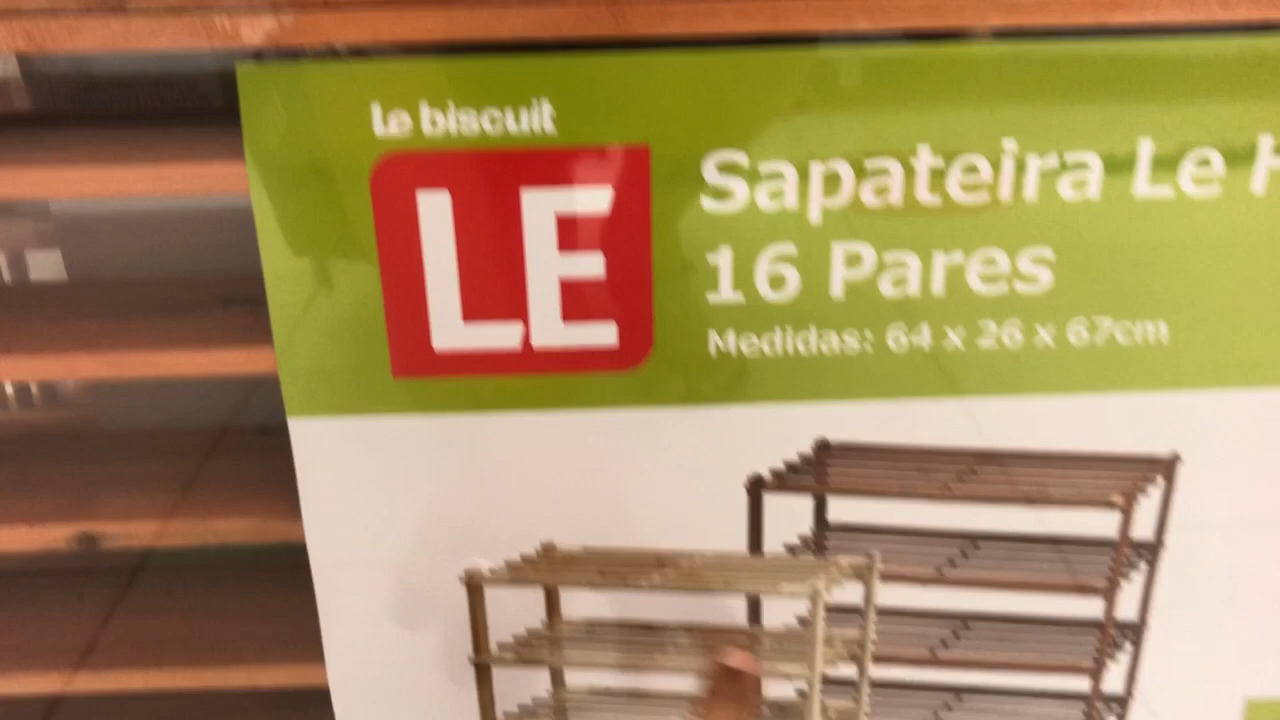 Le biscuit
LE
Sapateira Le
16 Pares
Medidas: 64 x 26 x 67cm